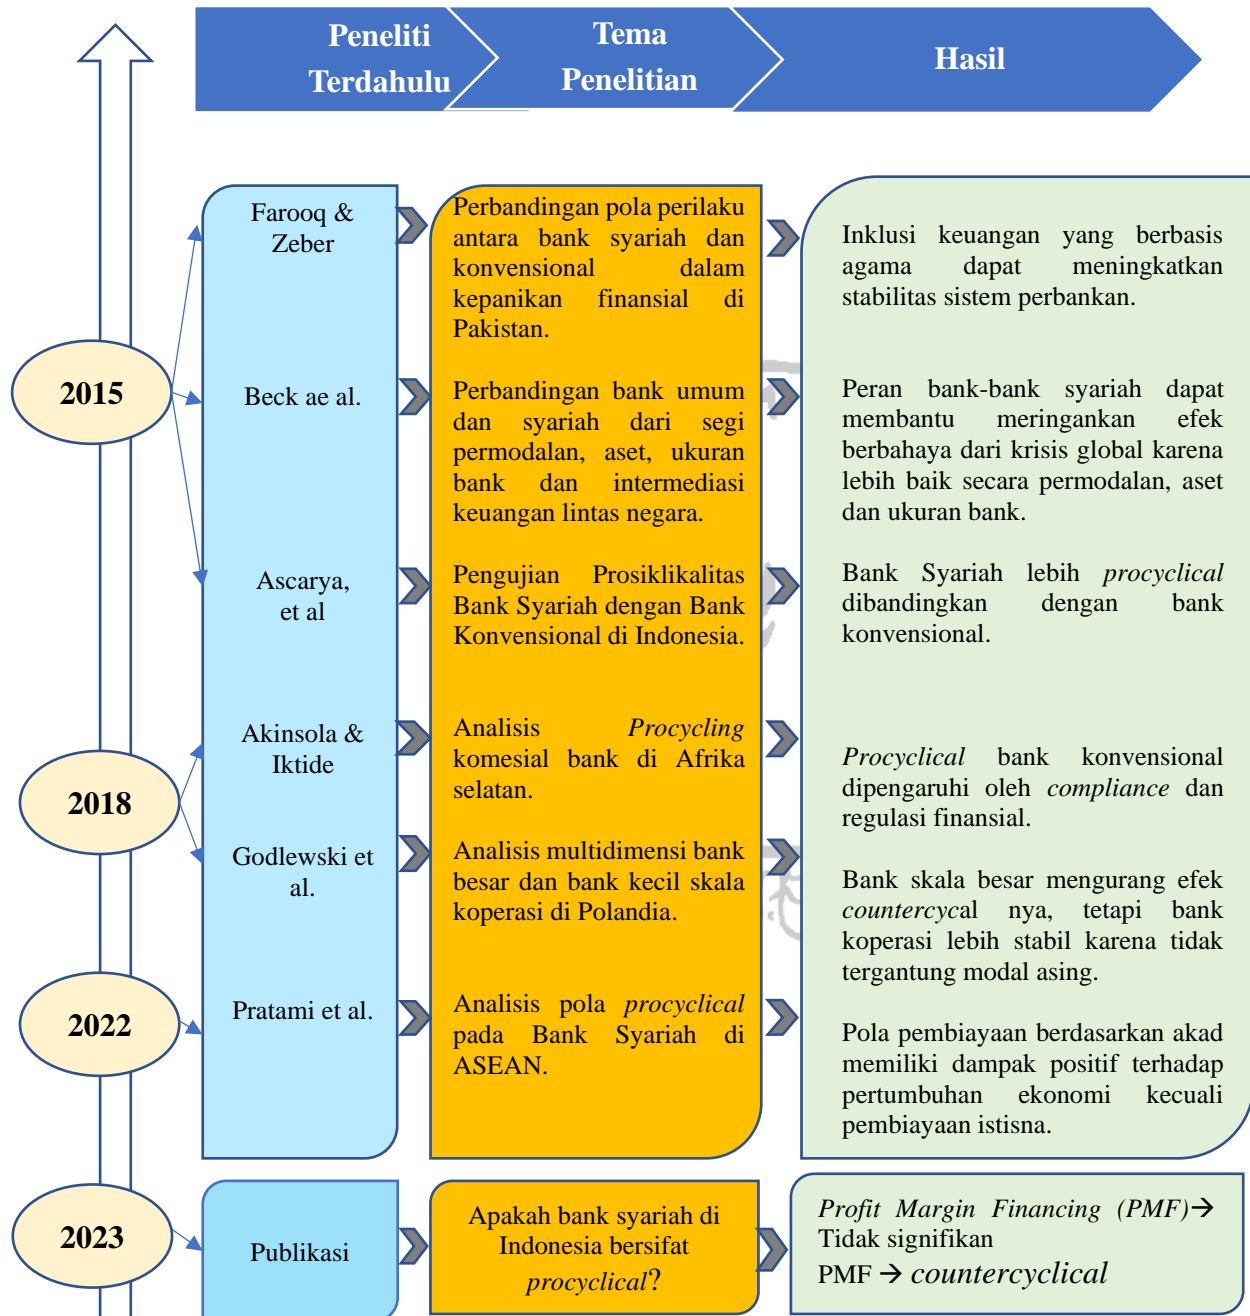 Peneliti
Terdahulu
Tema
Penelitian
Hasil
2015
Farooq &
Zeber
Perbandingan pola perilaku
antara bank syariah dan
konvensional dalam
kepanikan finansial di
Pakistan.
Inklusi keuangan yang berbasis
agama dapat meningkatkan
stabilitas sistem perbankan.
Beck ae al.
Perbandingan bank umum
dan syariah dari segi
permodalan, aset, ukuran
bank dan intermediasi
keuangan lintas negara.
Peran bank-bank syariah dapat
membantu meringankan efek
berbahaya dari krisis global karena
lebih baik secara permodalan, aset
dan ukuran bank.
Ascarya,
et al
Pengujian Prosiklikalitas
Bank Syariah dengan Bank
Konvensional di Indonesia.
Bank Syariah lebih procyclical
dibandingkan dengan bank
konvensional.
2018
Akinsola &
Iktide
Analisis Procycling
komesial bank di Afrika
selatan.
Procyclical bank konvensional
dipengaruhi oleh compliance dan
regulasi finansial.
Godlewski et
al.
Analisis multidimensi bank
besar dan bank kecil skala
koperasi di Polandia.
Bank skala besar mengurang efek
countercycal nya, tetapi bank
koperasi lebih stabil karena tidak
tergantung modal asing.
2022
Pratami et al.
Analisis pola procyclical
pada Bank Syariah di
ASEAN.
Pola pembiayaan berdasarkan akad
memiliki dampak positif terhadap
pertumbuhan ekonomi kecuali
pembiayaan istisna.
2023
Publikasi
Apakah bank syariah di
Indonesia bersifat
procyclical?
Profit Margin Financing (PMF)→
Tidak signifikan
PMF → countercyclical